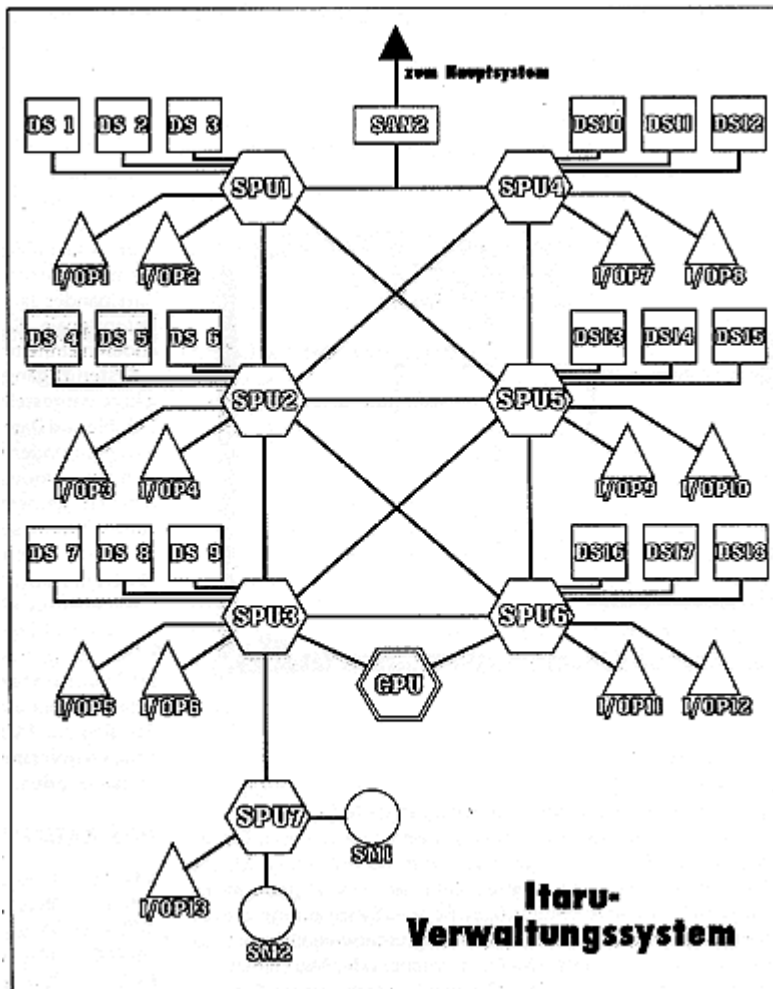 zum Hauptsystem
SAN2
DS 1 DS 2 DS 3
DS10 DS11 DS12
SPU1 SPU4
I/OP1 I/OP2 I/OP7 I/OP8
DS 4 DS 5 DS 6
DS13 DS14 DS15
SPU2 SPU5
I/OP3 I/OP4 I/OP9 I/OP10
DS 7 DS 8 DS 9
DS16 DS17 DS18
SPU3 SPU6
GPU
I/OP5 I/OP6 I/OP11 I/OP12
SPU7
SM1
I/OP13
SM2
Itaru-
Verwaltungssystem